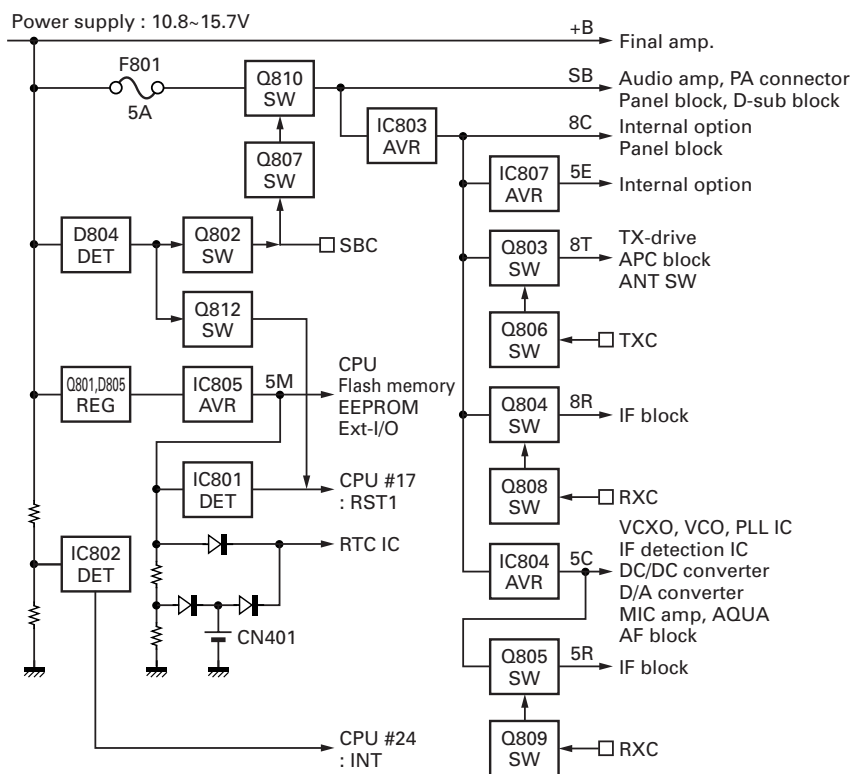 Power supply : 10.8~15.7V
+B
Final amp.
F801
5A
Q810
SW
SB
Audio amp, PA connector
Panel block, D-sub block
IC803
AVR
8C
Internal option
Panel block
Q807
SW
IC807
AVR
5E
Internal option
D804
DET
Q802
SW
SBC
Q803
SW
8T
TX-drive
APC block
ANT SW
Q812
SW
Q806
SW
TXC
Q801,D805
REG
IC805
AVR
5M
CPU
Flash memory
EEPROM
Ext-I/O
Q804
SW
8R
IF block
IC801
DET
CPU #17
: RST1
Q808
SW
RXC
IC802
DET
RTC IC
IC804
AVR
5C
VCXO, VCO, PLL IC
IF detection IC
DC/DC converter
D/A converter
MIC amp, AQUA
AF block
CN401
Q805
SW
5R
IF block
CPU #24
: INT
Q809
SW
RXC